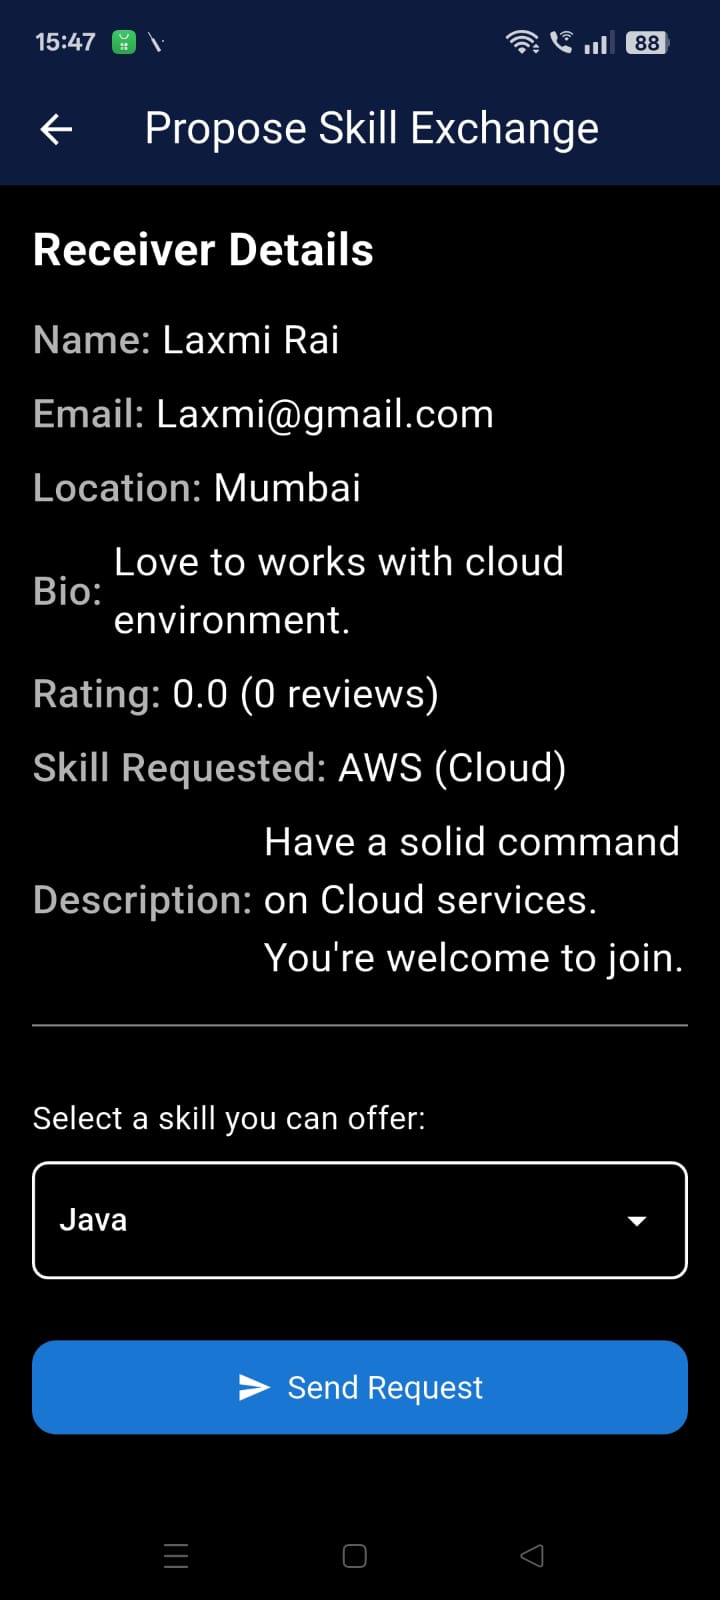 15:47
88
Propose Skill Exchange
Receiver Details
Name: Laxmi Rai
Email: Laxmi@gmail.com
Location: Mumbai
Bio: Love to works with cloud
environment.
Rating: 0.0 (0 reviews)
Skill Requested: AWS (Cloud)
Description: Have a solid command
on Cloud services.
You're welcome to join.
Select a skill you can offer:
Java
Send Request